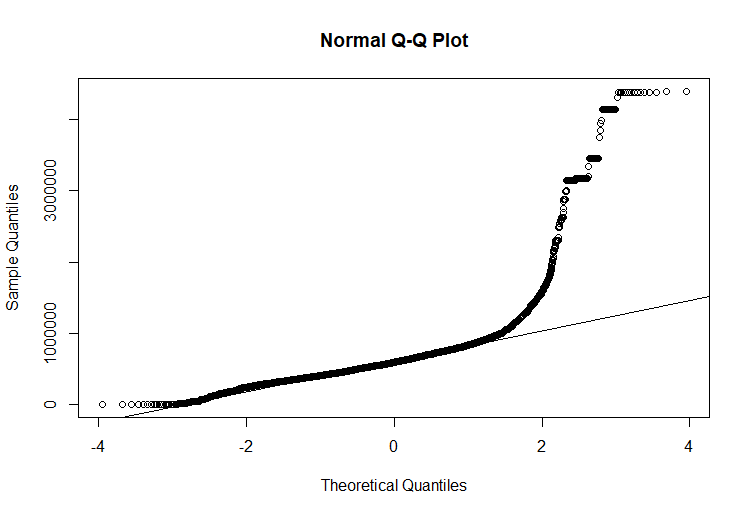 Normal Q-Q Plot
Sample Quantiles
3000000
1000000
0
-4
-2
0
2
4
Theoretical Quantiles